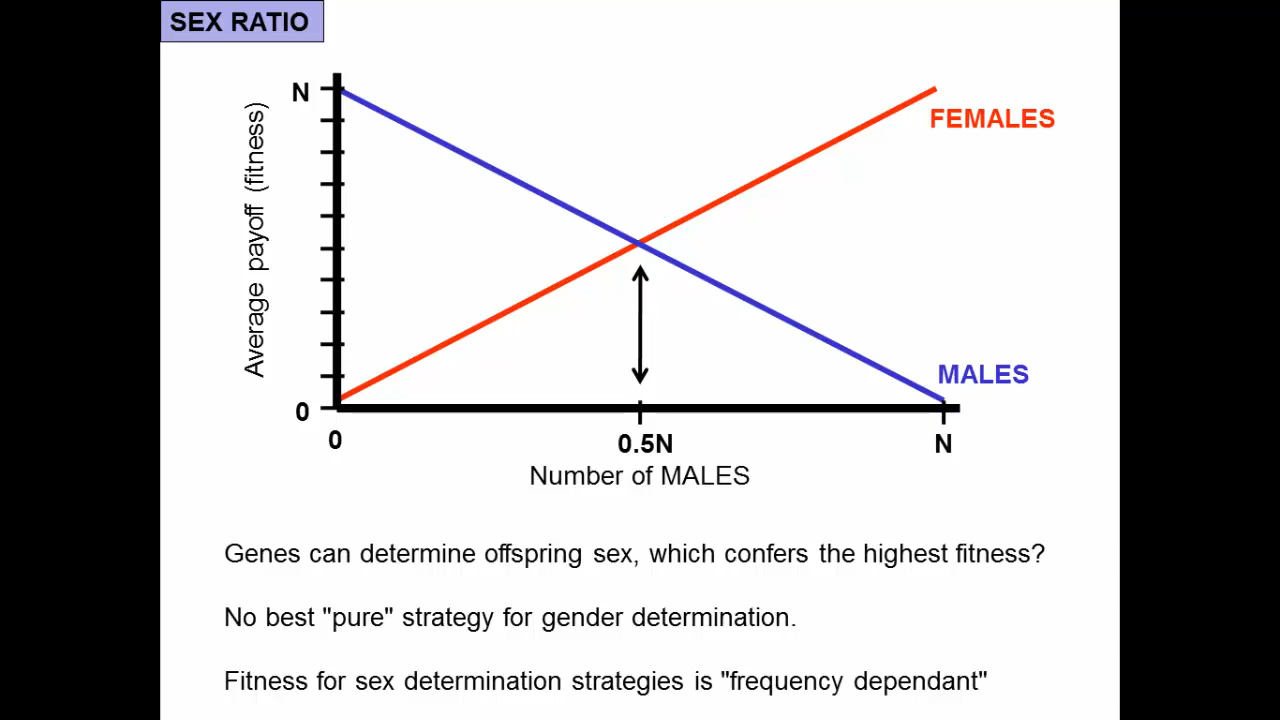 SEX RATIO
N
Average payoff (fitness)
FEMALES
MALES
0
0
0.5N
N
Number of MALES
Genes can determine offspring sex, which confers the highest fitness?
No best "pure" strategy for gender determination.
Fitness for sex determination strategies is "frequency dependant"